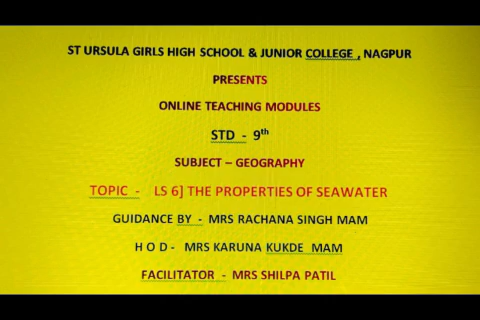 ST URSULA GIRLS HIGH SCHOOL & JUNIOR COLLEGE , NAGPUR
PRESENTS
ONLINE TEACHING MODULES
STD - 9th
SUBJECT – GEOGRAPHY
TOPIC - LS 6] THE PROPERTIES OF SEAWATER
GUIDANCE BY - MRS RACHANA SINGH MAM
H O D - MRS KARUNA KUKDE MAM
FACILITATOR - MRS SHILPA PATIL